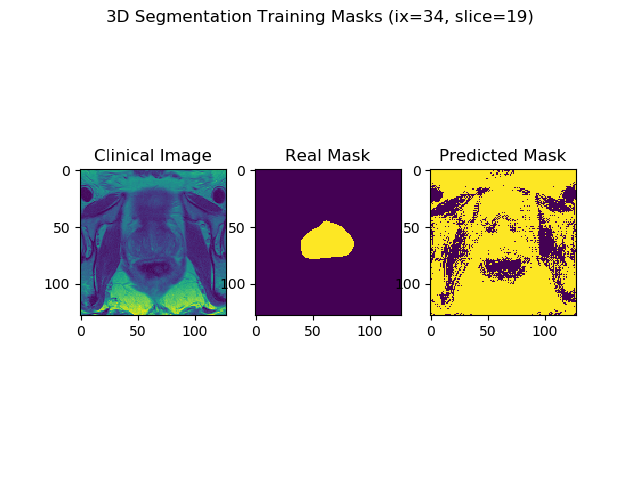 3D Segmentation Training Masks (ix=34, slice=19)
Clinical Image Real Mask Predicted Mask
0 0 0
50 50 50
100 100 100
0 50 100 0 50 100 0 50 100